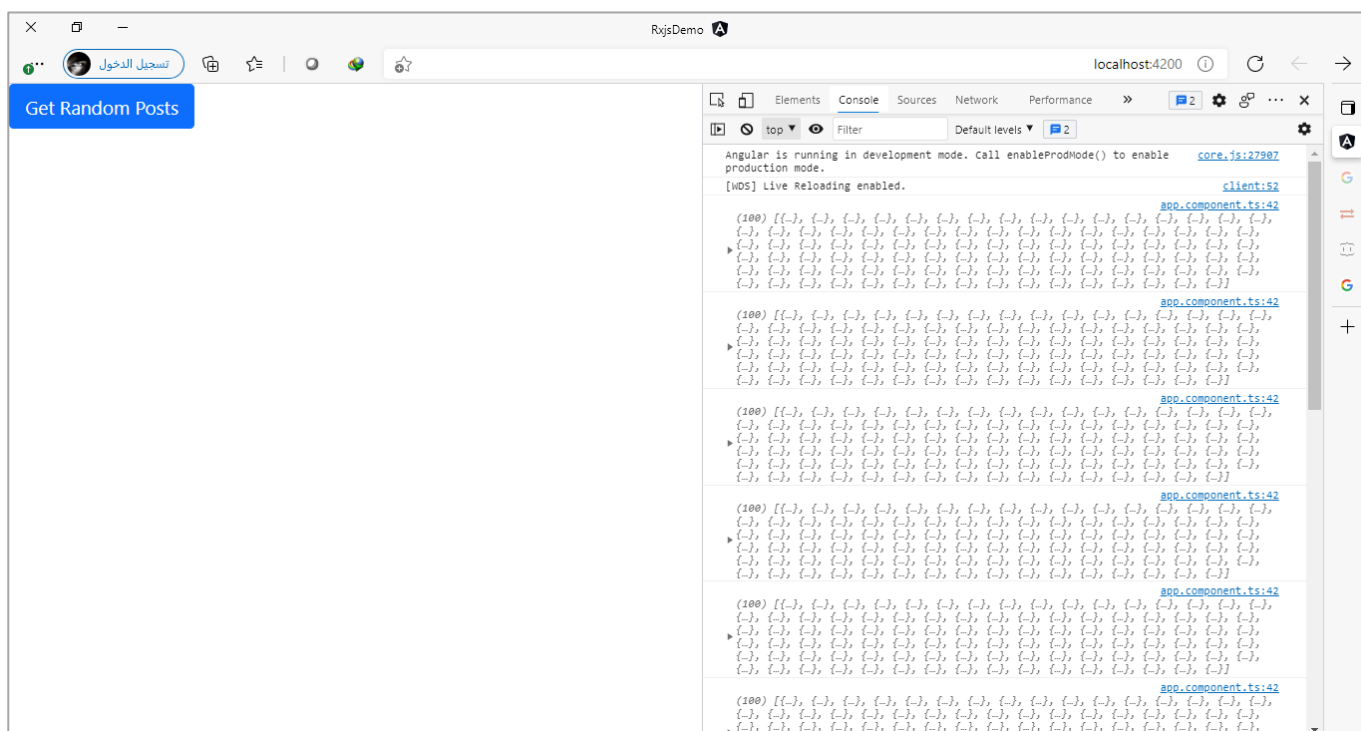 RxjsDemo
تسجيل الدخول
localhost:4200
Get Random Posts
Elements Console Sources Network Performance » 2
top Filter Default levels 2
Angular is running in development mode. Call enableProdMode() to enable core.js:27907
production mode.
[WDS] Live Reloading enabled. client:52
app.component.ts:42
(100) [{…}, {…}, {…}, {…}, {…}, {…}, {…}, {…}, {…}, {…}, {…}, {…}, {…}, {…}, {…}, {…},
{…}, {…}, {…}, {…}, {…}, {…}, {…}, {…}, {…}, {…}, {…}, {…}, {…}, {…}, {…}, {…}, {…},
{…}, {…}, {…}, {…}, {…}, {…}, {…}, {…}, {…}, {…}, {…}, {…}, {…}, {…}, {…}, {…}, {…},
{…}, {…}, {…}, {…}, {…}, {…}, {…}, {…}, {…}, {…}, {…}, {…}, {…}, {…}, {…}, {…}, {…},
{…}, {…}, {…}, {…}, {…}, {…}, {…}, {…}, {…}, {…}, {…}, {…}, {…}, {…}, {…}, {…}, {…},
{…}, {…}, {…}, {…}, {…}, {…}, {…}, {…}, {…}, {…}, {…}, {…}, {…}, {…}, {…}, {…}]
app.component.ts:42
(100) [{…}, {…}, {…}, {…}, {…}, {…}, {…}, {…}, {…}, {…}, {…}, {…}, {…}, {…}, {…}, {…},
{…}, {…}, {…}, {…}, {…}, {…}, {…}, {…}, {…}, {…}, {…}, {…}, {…}, {…}, {…}, {…}, {…},
{…}, {…}, {…}, {…}, {…}, {…}, {…}, {…}, {…}, {…}, {…}, {…}, {…}, {…}, {…}, {…}, {…},
{…}, {…}, {…}, {…}, {…}, {…}, {…}, {…}, {…}, {…}, {…}, {…}, {…}, {…}, {…}, {…}, {…},
{…}, {…}, {…}, {…}, {…}, {…}, {…}, {…}, {…}, {…}, {…}, {…}, {…}, {…}, {…}, {…}, {…},
{…}, {…}, {…}, {…}, {…}, {…}, {…}, {…}, {…}, {…}, {…}, {…}, {…}, {…}, {…}, {…}]
app.component.ts:42
(100) [{…}, {…}, {…}, {…}, {…}, {…}, {…}, {…}, {…}, {…}, {…}, {…}, {…}, {…}, {…}, {…},
{…}, {…}, {…}, {…}, {…}, {…}, {…}, {…}, {…}, {…}, {…}, {…}, {…}, {…}, {…}, {…}, {…},
{…}, {…}, {…}, {…}, {…}, {…}, {…}, {…}, {…}, {…}, {…}, {…}, {…}, {…}, {…}, {…}, {…},
{…}, {…}, {…}, {…}, {…}, {…}, {…}, {…}, {…}, {…}, {…}, {…}, {…}, {…}, {…}, {…}, {…},
{…}, {…}, {…}, {…}, {…}, {…}, {…}, {…}, {…}, {…}, {…}, {…}, {…}, {…}, {…}, {…}, {…},
{…}, {…}, {…}, {…}, {…}, {…}, {…}, {…}, {…}, {…}, {…}, {…}, {…}, {…}, {…}, {…}]
app.component.ts:42
(100) [{…}, {…}, {…}, {…}, {…}, {…}, {…}, {…}, {…}, {…}, {…}, {…}, {…}, {…}, {…}, {…},
{…}, {…}, {…}, {…}, {…}, {…}, {…}, {…}, {…}, {…}, {…}, {…}, {…}, {…}, {…}, {…}, {…},
{…}, {…}, {…}, {…}, {…}, {…}, {…}, {…}, {…}, {…}, {…}, {…}, {…}, {…}, {…}, {…}, {…},
{…}, {…}, {…}, {…}, {…}, {…}, {…}, {…}, {…}, {…}, {…}, {…}, {…}, {…}, {…}, {…}, {…},
{…}, {…}, {…}, {…}, {…}, {…}, {…}, {…}, {…}, {…}, {…}, {…}, {…}, {…}, {…}, {…}, {…},
{…}, {…}, {…}, {…}, {…}, {…}, {…}, {…}, {…}, {…}, {…}, {…}, {…}, {…}, {…}, {…}]
app.component.ts:42
(100) [{…}, {…}, {…}, {…}, {…}, {…}, {…}, {…}, {…}, {…}, {…}, {…}, {…}, {…}, {…}, {…},
{…}, {…}, {…}, {…}, {…}, {…}, {…}, {…}, {…}, {…}, {…}, {…}, {…}, {…}, {…}, {…}, {…},
{…}, {…}, {…}, {…}, {…}, {…}, {…}, {…}, {…}, {…}, {…}, {…}, {…}, {…}, {…}, {…}, {…},
{…}, {…}, {…}, {…}, {…}, {…}, {…}, {…}, {…}, {…}, {…}, {…}, {…}, {…}, {…}, {…}, {…},
{…}, {…}, {…}, {…}, {…}, {…}, {…}, {…}, {…}, {…}, {…}, {…}, {…}, {…}, {…}, {…}, {…},
{…}, {…}, {…}, {…}, {…}, {…}, {…}, {…}, {…}, {…}, {…}, {…}, {…}, {…}, {…}, {…}]
app.component.ts:42
(100) [{…}, {…}, {…}, {…}, {…}, {…}, {…}, {…}, {…}, {…}, {…}, {…}, {…}, {…}, {…}, {…},
{…}, {…}, {…}, {…}, {…}, {…}, {…}, {…}, {…}, {…}, {…}, {…}, {…}, {…}, {…}, {…}, {…},